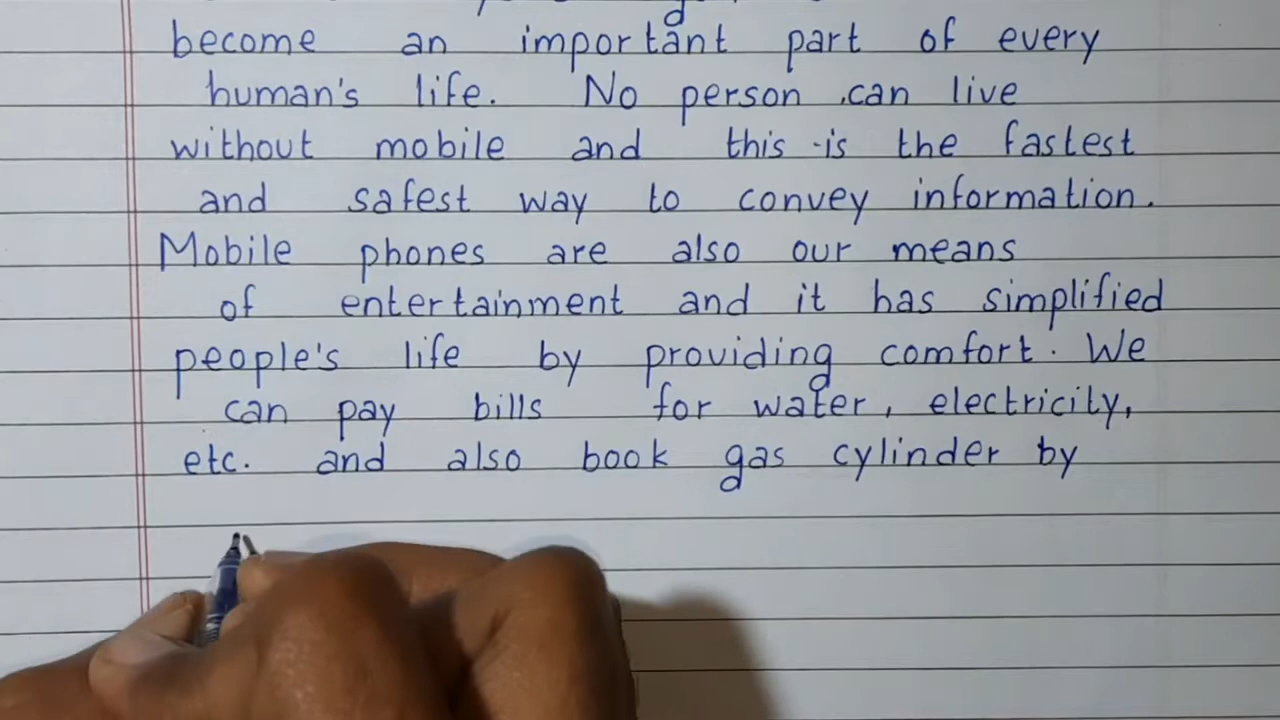 become an important part of every
human's life. No person can live
without mobile and this is the fastest
and safest way to convey information.
Mobile phones are also our means
of entertainment and it has simplified
people's life by providing comfort. We
can pay bills for water, electricity,
etc. and also book gas cylinder by